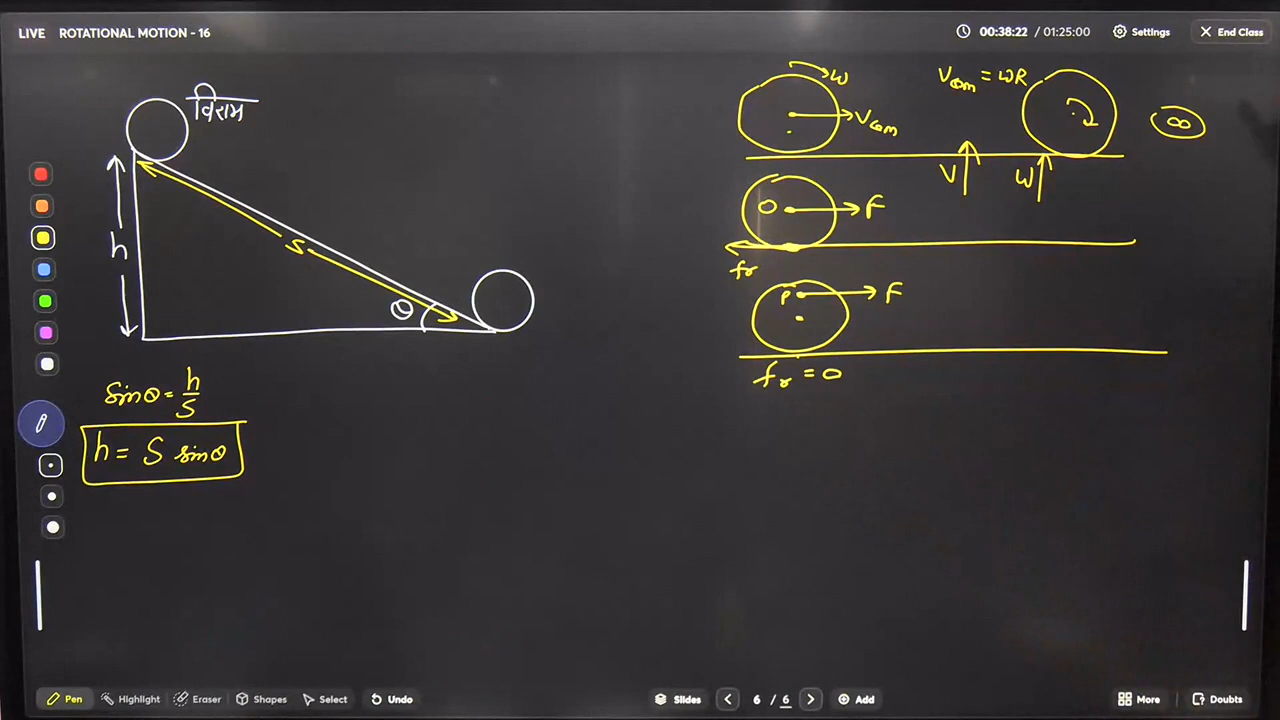 LIVE ROTATIONAL MOTION - 16
00:38:22 / 01:25:00 Settings End Class
विराम
h
S
θ
sinθ = h/S
h = S sinθ
ω
Vcom
Vcom = ωR
∞
V
ω
O
F
fr
P
F
fr = 0
Pen Highlight Eraser Shapes Select Undo
Slides 6 / 6 Add
More Doubts